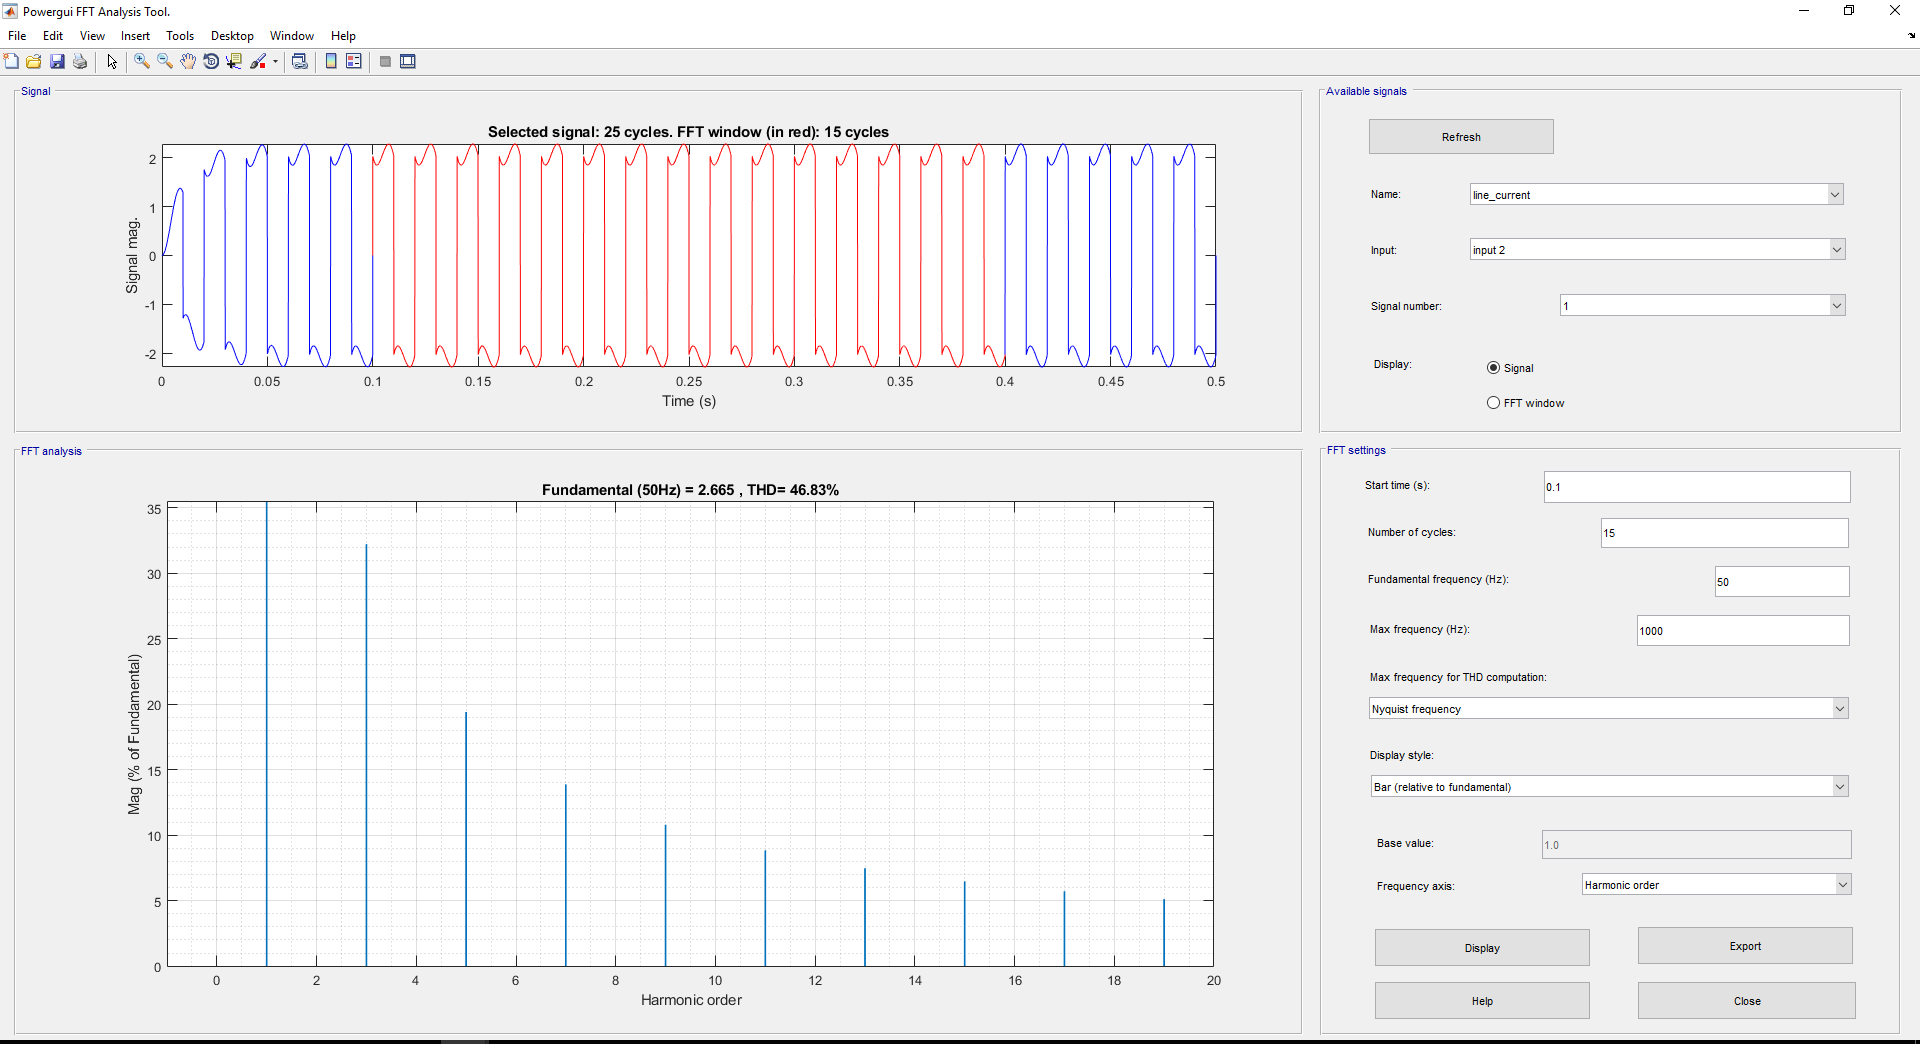 Powergui FFT Analysis Tool.
File Edit View Insert Tools Desktop Window Help
Signal
Selected signal: 25 cycles. FFT window (in red): 15 cycles
2
1
0
-1
-2
Signal mag.
0 0.05 0.1 0.15 0.2 0.25 0.3 0.35 0.4 0.45 0.5
Time (s)
Available signals
Refresh
Name: line_current
Input: input 2
Signal number: 1
Display: Signal
FFT window
FFT analysis
Fundamental (50Hz) = 2.665 , THD= 46.83%
35
30
25
20
15
10
5
0
Mag (% of Fundamental)
0 2 4 6 8 10 12 14 16 18 20
Harmonic order
FFT settings
Start time (s): 0.1
Number of cycles: 15
Fundamental frequency (Hz): 50
Max frequency (Hz): 1000
Max frequency for THD computation:
Nyquist frequency
Display style:
Bar (relative to fundamental)
Base value: 1.0
Frequency axis: Harmonic order
Display Export
Help Close